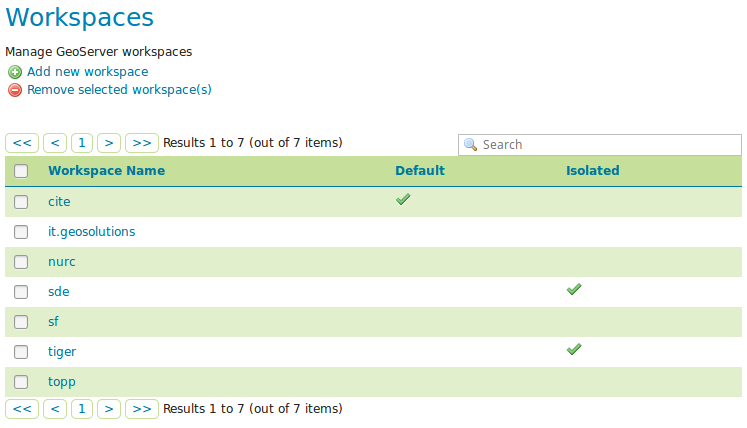 Workspaces
Manage GeoServer workspaces
Add new workspace
Remove selected workspace(s)
<< < 1 > >> Results 1 to 7 (out of 7 items) Search
Workspace Name Default Isolated
cite
it.geosolutions
nurc
sde
sf
tiger
topp
<< < 1 > >> Results 1 to 7 (out of 7 items)